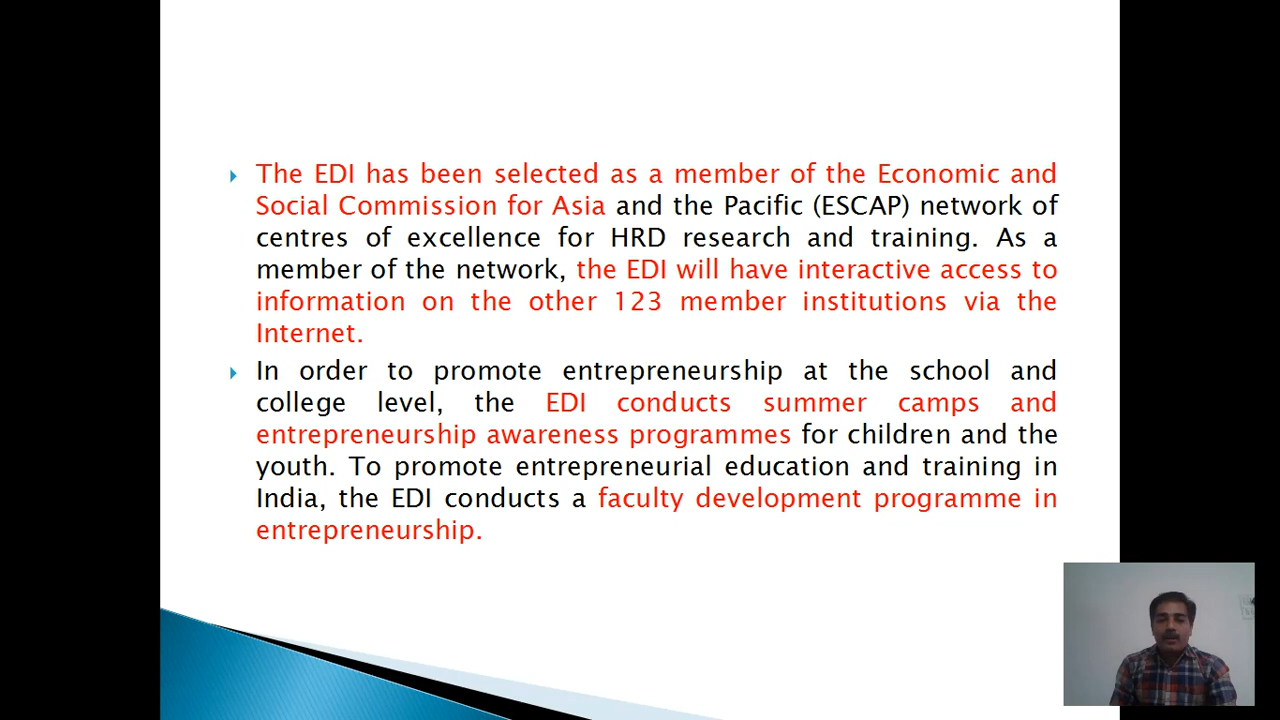 The EDI has been selected as a member of the Economic and
Social Commission for Asia and the Pacific (ESCAP) network of
centres of excellence for HRD research and training. As a
member of the network, the EDI will have interactive access to
information on the other 123 member institutions via the
Internet.
In order to promote entrepreneurship at the school and
college level, the EDI conducts summer camps and
entrepreneurship awareness programmes for children and the
youth. To promote entrepreneurial education and training in
India, the EDI conducts a faculty development programme in
entrepreneurship.